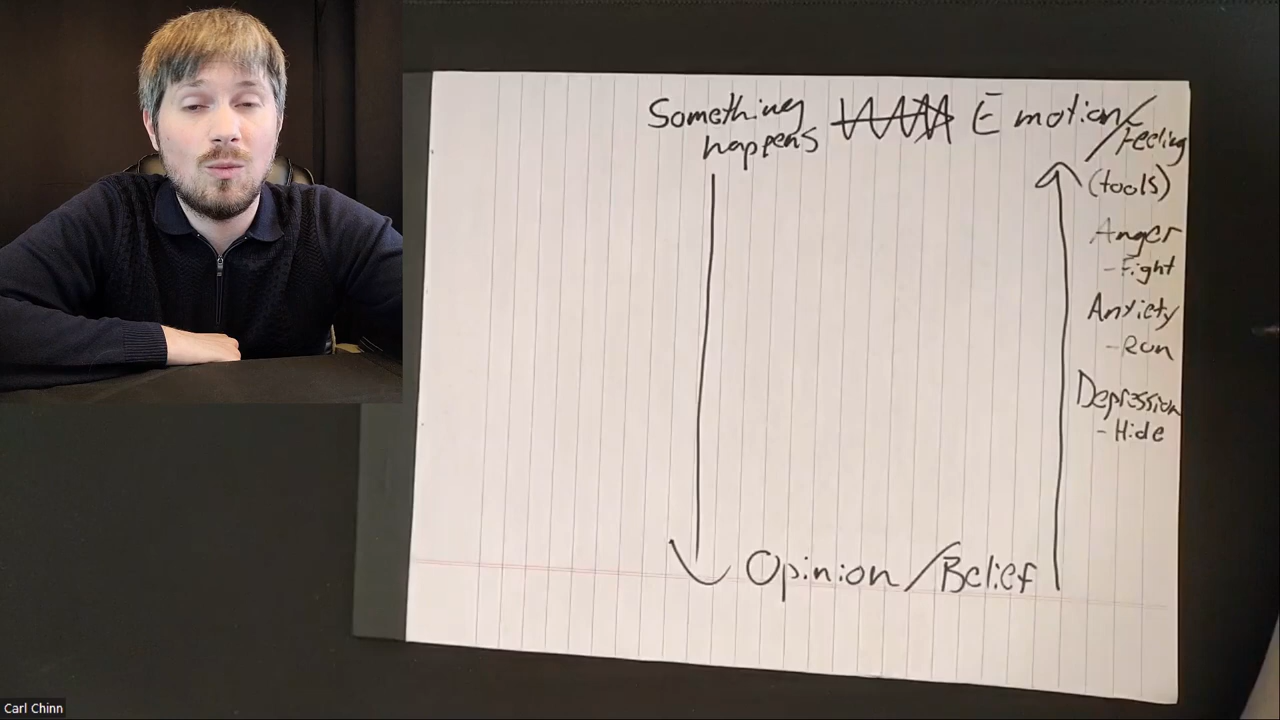 Something
happens
Emotion/
Feeling
(tools)
Anger
-Fight
Anxiety
-Run
Depression
-Hide
Opinion/Belief
Carl Chinn